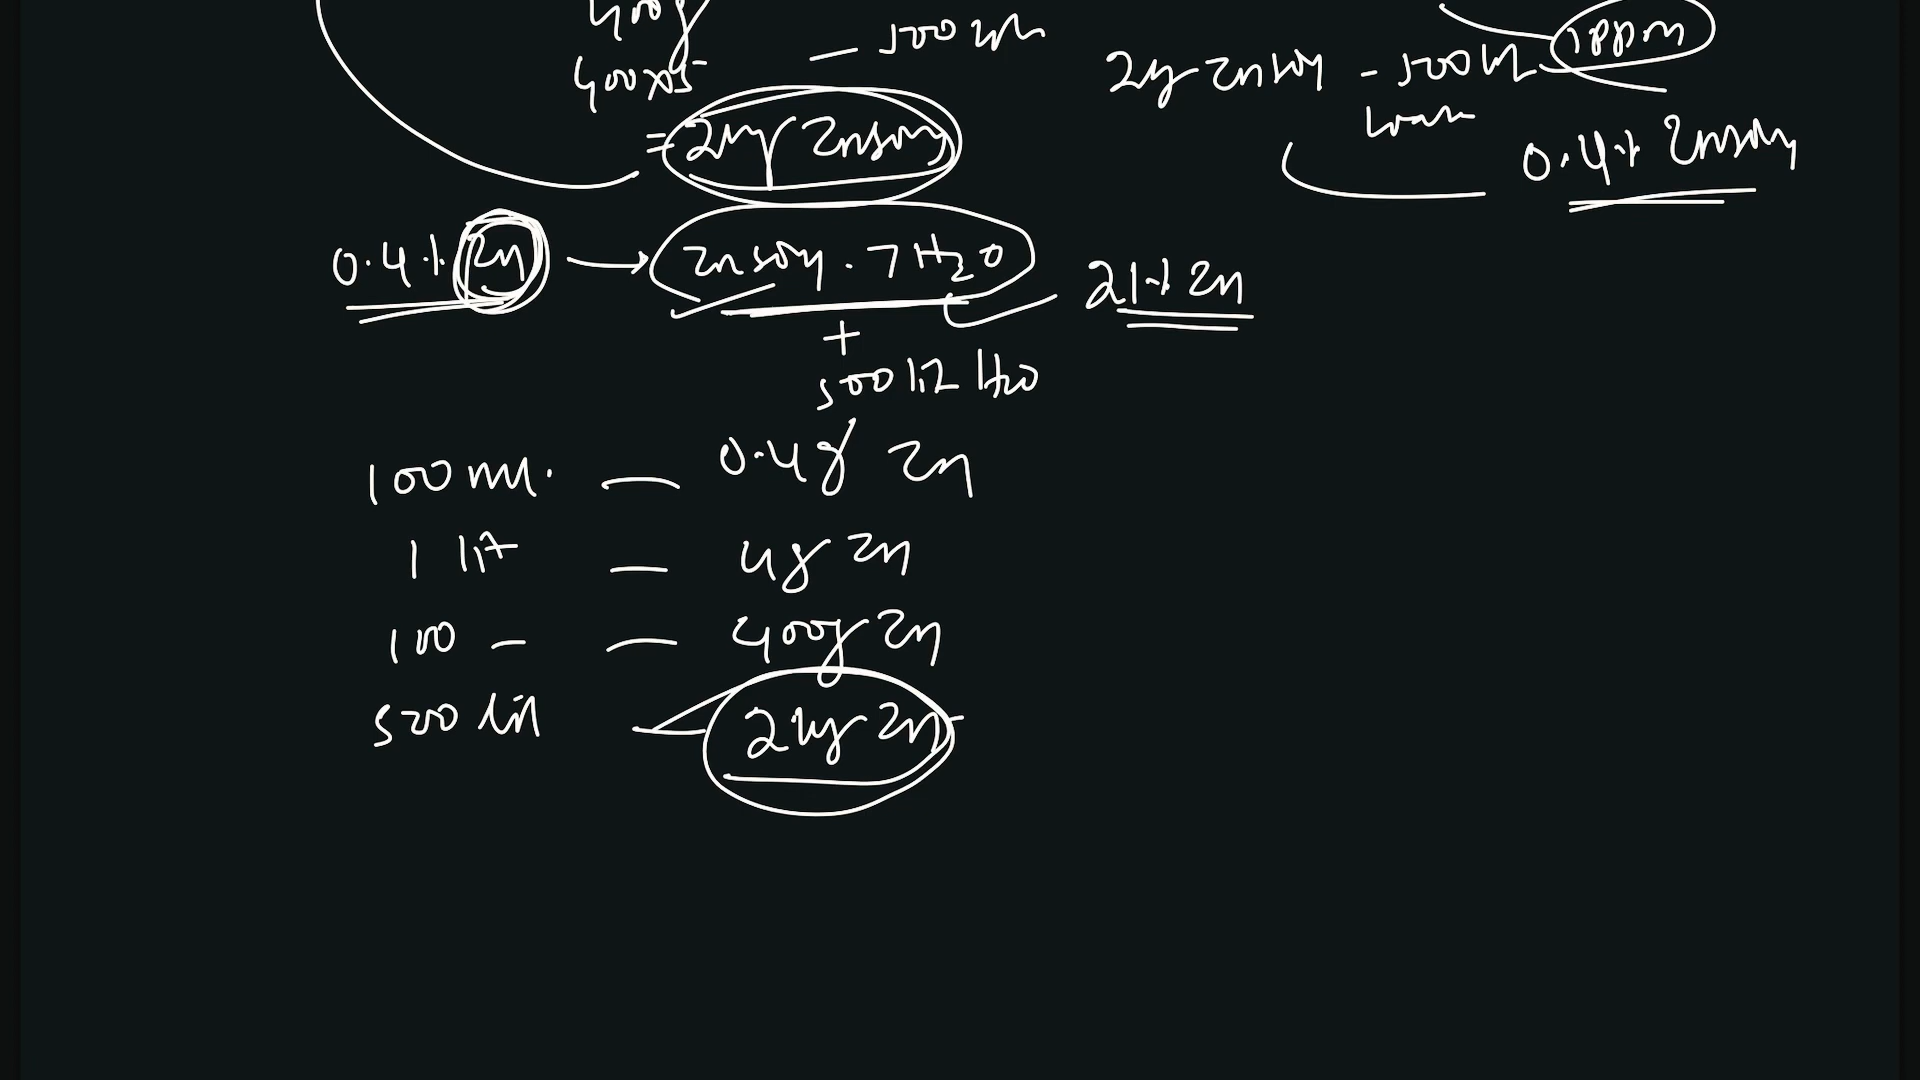 400g
400x5 — 500 lit
= 2kg ZnSO4
1ppm
2kg ZnSO4 - 500 lit
water
0.4% ZnSO4
0.4% Zn → ZnSO4 . 7H2O 21% Zn
+
500 lit H2O
100 ml. — 0.4g Zn
1 lit — 4g Zn
100 - — 400g Zn
500 lit — 2kg Zn